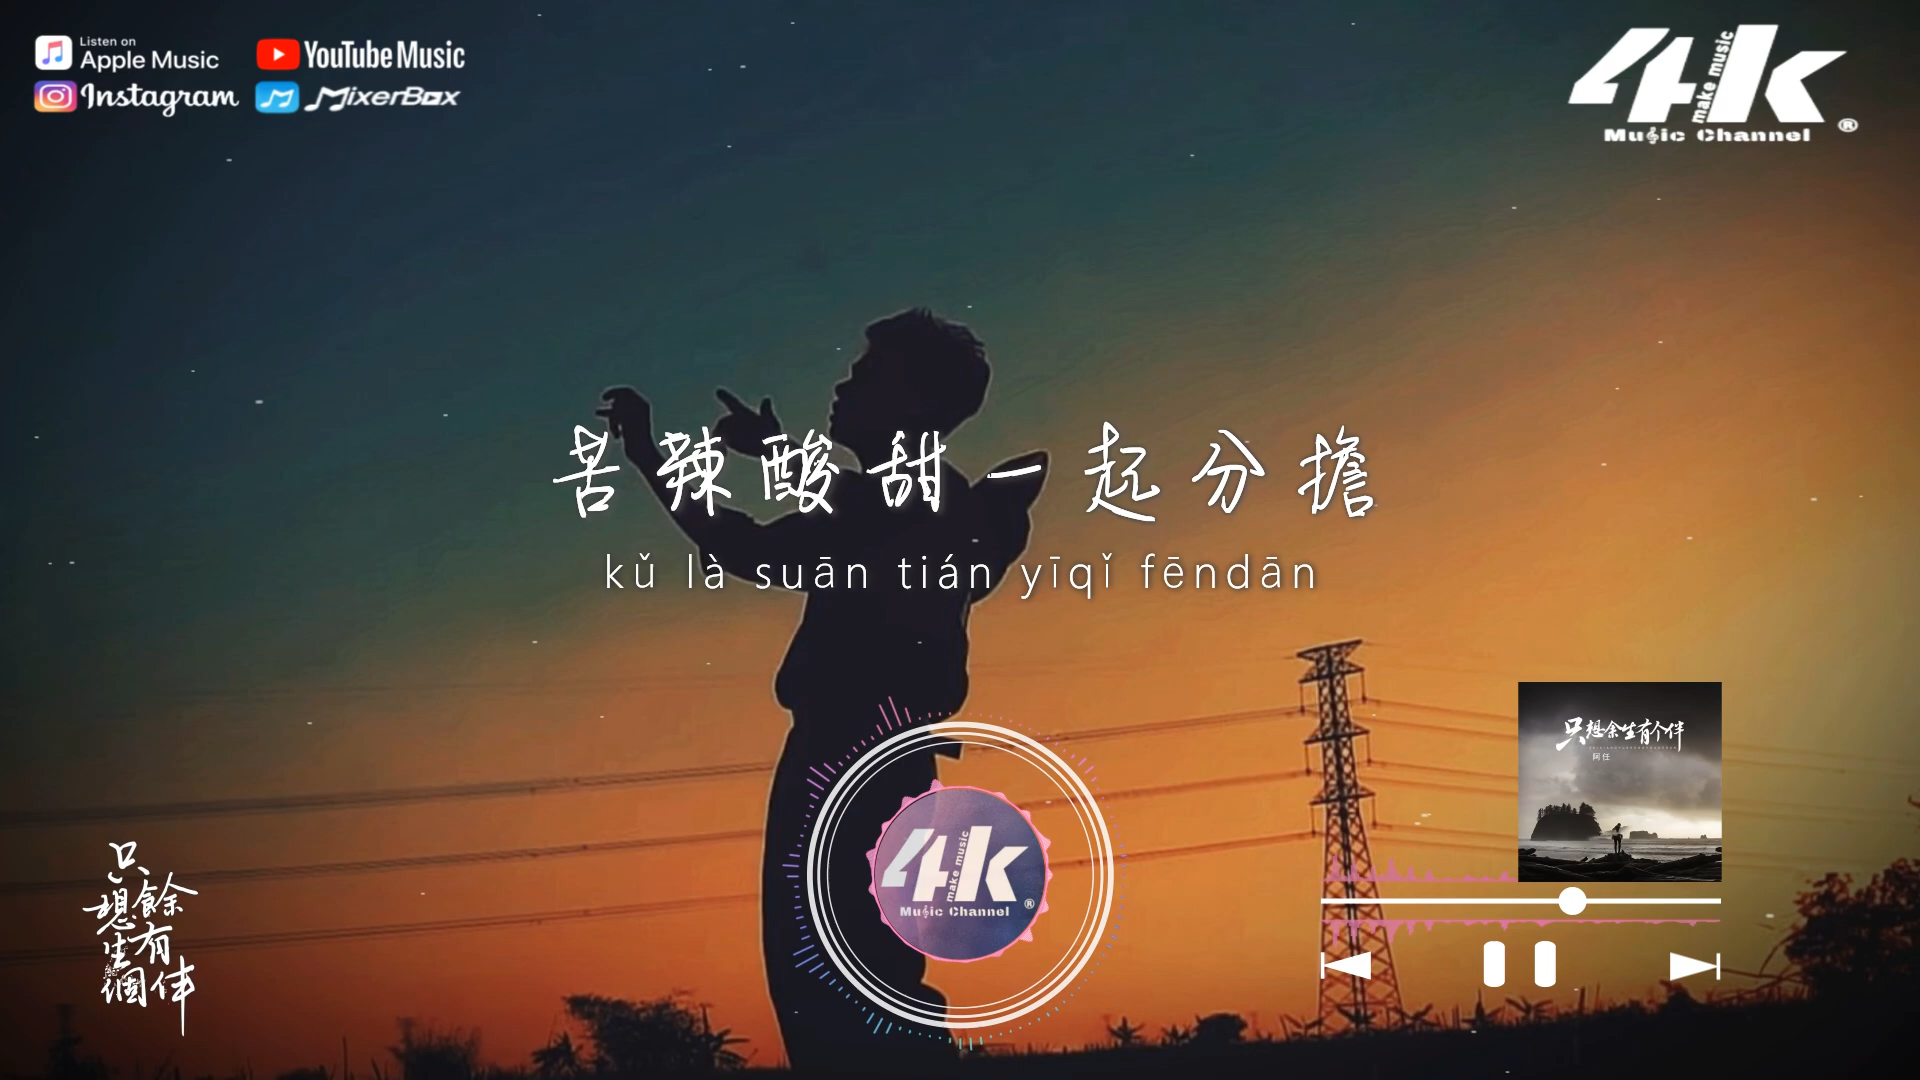 Listen on
Apple Music
YouTube Music
Instagram
MixerBox
4k make music
Music Channel ®
苦辣酸甜一起分擔
kǔ là suān tián yīqǐ fēndān
只想余生有个伴
阿任
4k make music
Music Channel ®
只想餘生有個伴